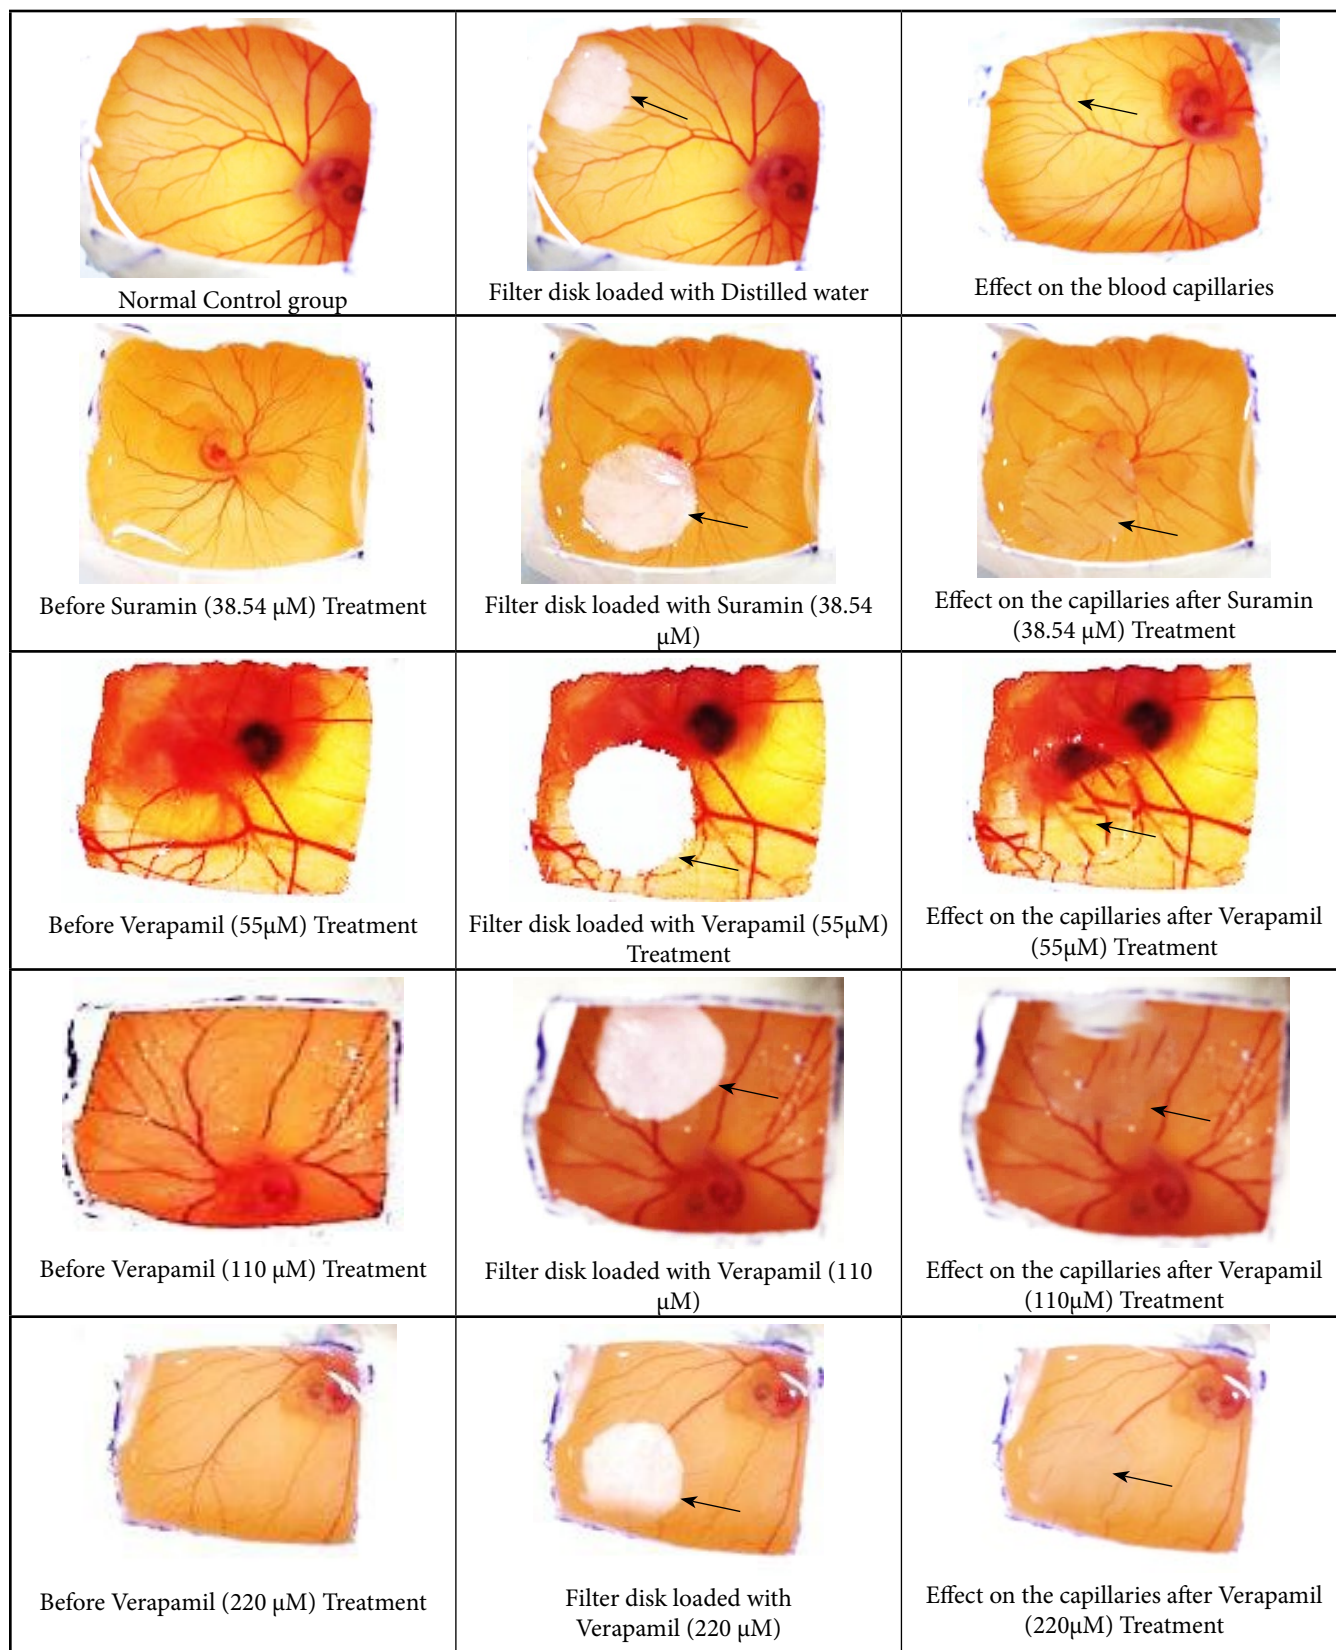 Normal Control group
Filter disk loaded with Distilled water
Effect on the blood capillaries
Before Suramin (38.54 μM) Treatment
Filter disk loaded with Suramin (38.54
μM)
Effect on the capillaries after Suramin
(38.54 μM) Treatment
Before Verapamil (55μM) Treatment
Filter disk loaded with Verapamil (55μM)
Treatment
Effect on the capillaries after Verapamil
(55μM) Treatment
Before Verapamil (110 μM) Treatment
Filter disk loaded with Verapamil (110
μM)
Effect on the capillaries after Verapamil
(110μM) Treatment
Before Verapamil (220 μM) Treatment
Filter disk loaded with
Verapamil (220 μM)
Effect on the capillaries after Verapamil
(220μM) Treatment